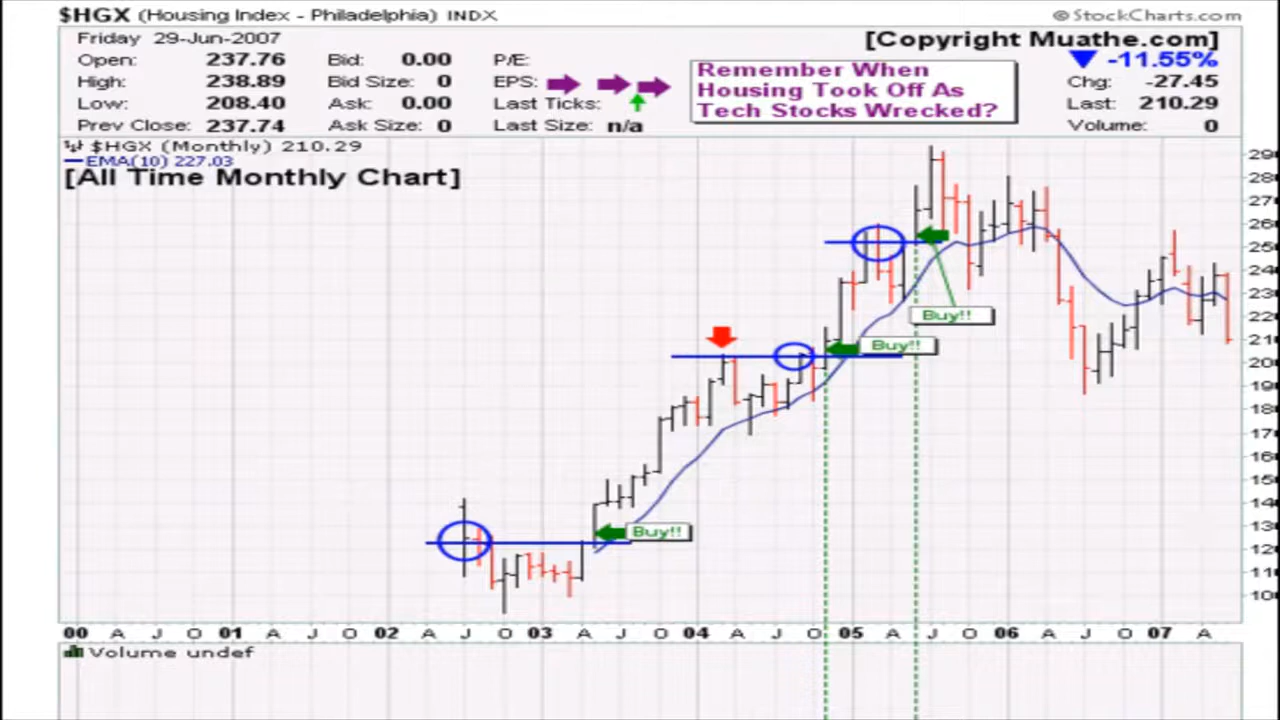 $HGX (Housing Index - Philadelphia) INDX
© StockCharts.com
Friday 29-Jun-2007
[Copyright Muathe.com]
Open: 237.76 Bid: 0.00 P/E:
▼ -11.55%
High: 238.89 Bid Size: 0 EPS:
Chg: -27.45
Low: 208.40 Ask: 0.00 Last Ticks:
Last: 210.29
Prev Close: 237.74 Ask Size: 0 Last Size: n/a
Volume: 0
Remember When
Housing Took Off As
Tech Stocks Wrecked?
$HGX (Monthly) 210.29
EMA(10) 227.03
[All Time Monthly Chart]
Buy!!
Buy!!
Buy!!
00 A J O 01 A J O 02 A J O 03 J O 04 A J O 05 A J O 06 A J O 07 A
Volume undef